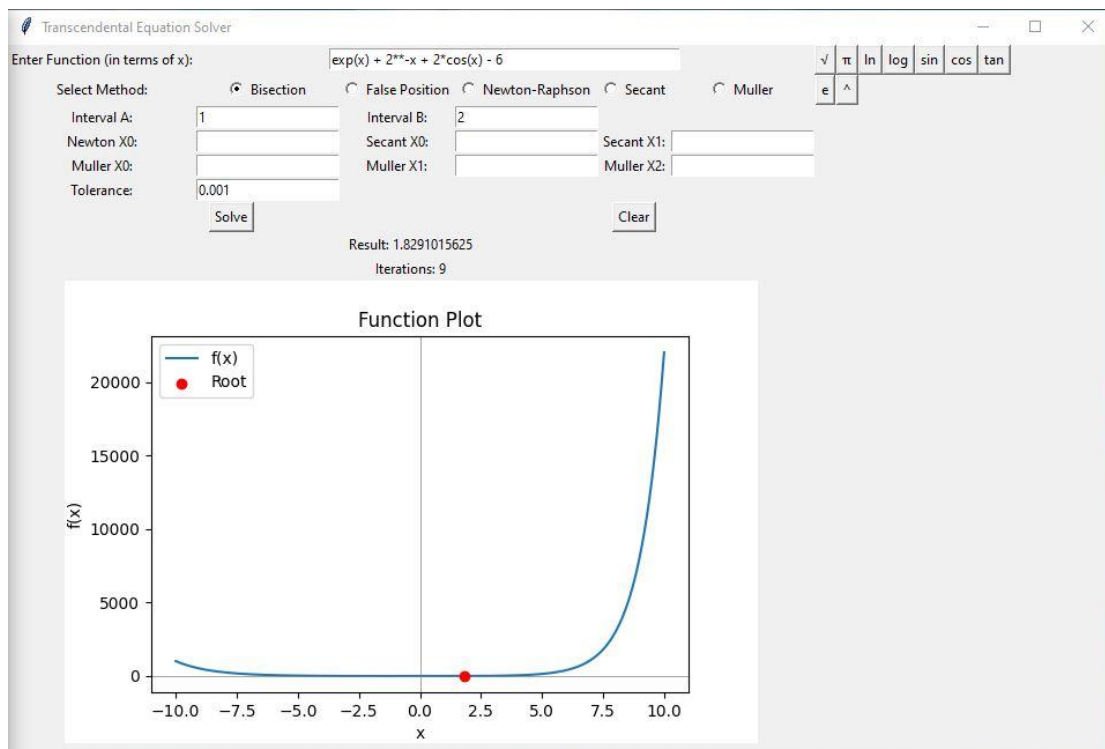 Transcendental Equation Solver
Enter Function (in terms of x): exp(x) + 2**-x + 2*cos(x) - 6 √ π ln log sin cos tan
Select Method: Bisection False Position Newton-Raphson Secant Muller e ^
Interval A: 1 Interval B: 2
Newton X0: Secant X0: Secant X1:
Muller X0: Muller X1: Muller X2:
Tolerance: 0.001
Solve Clear
Result: 1.8291015625
Iterations: 9
Function Plot
f(x)
Root
20000
15000
10000
5000
0
f(x)
−10.0 −7.5 −5.0 −2.5 0.0 2.5 5.0 7.5 10.0
x